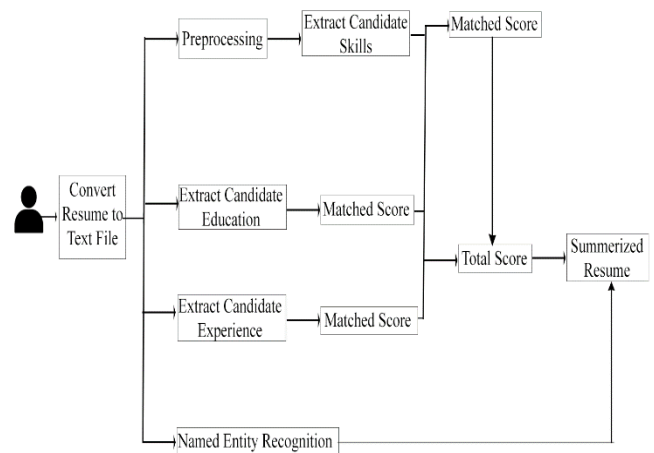 Preprocessing
Extract Candidate
Skills
Matched Score
Convert
Resume to
Text File
Extract Candidate
Education
Matched Score
Total Score
Summerized
Resume
Extract Candidate
Experience
Matched Score
Named Entity Recognition